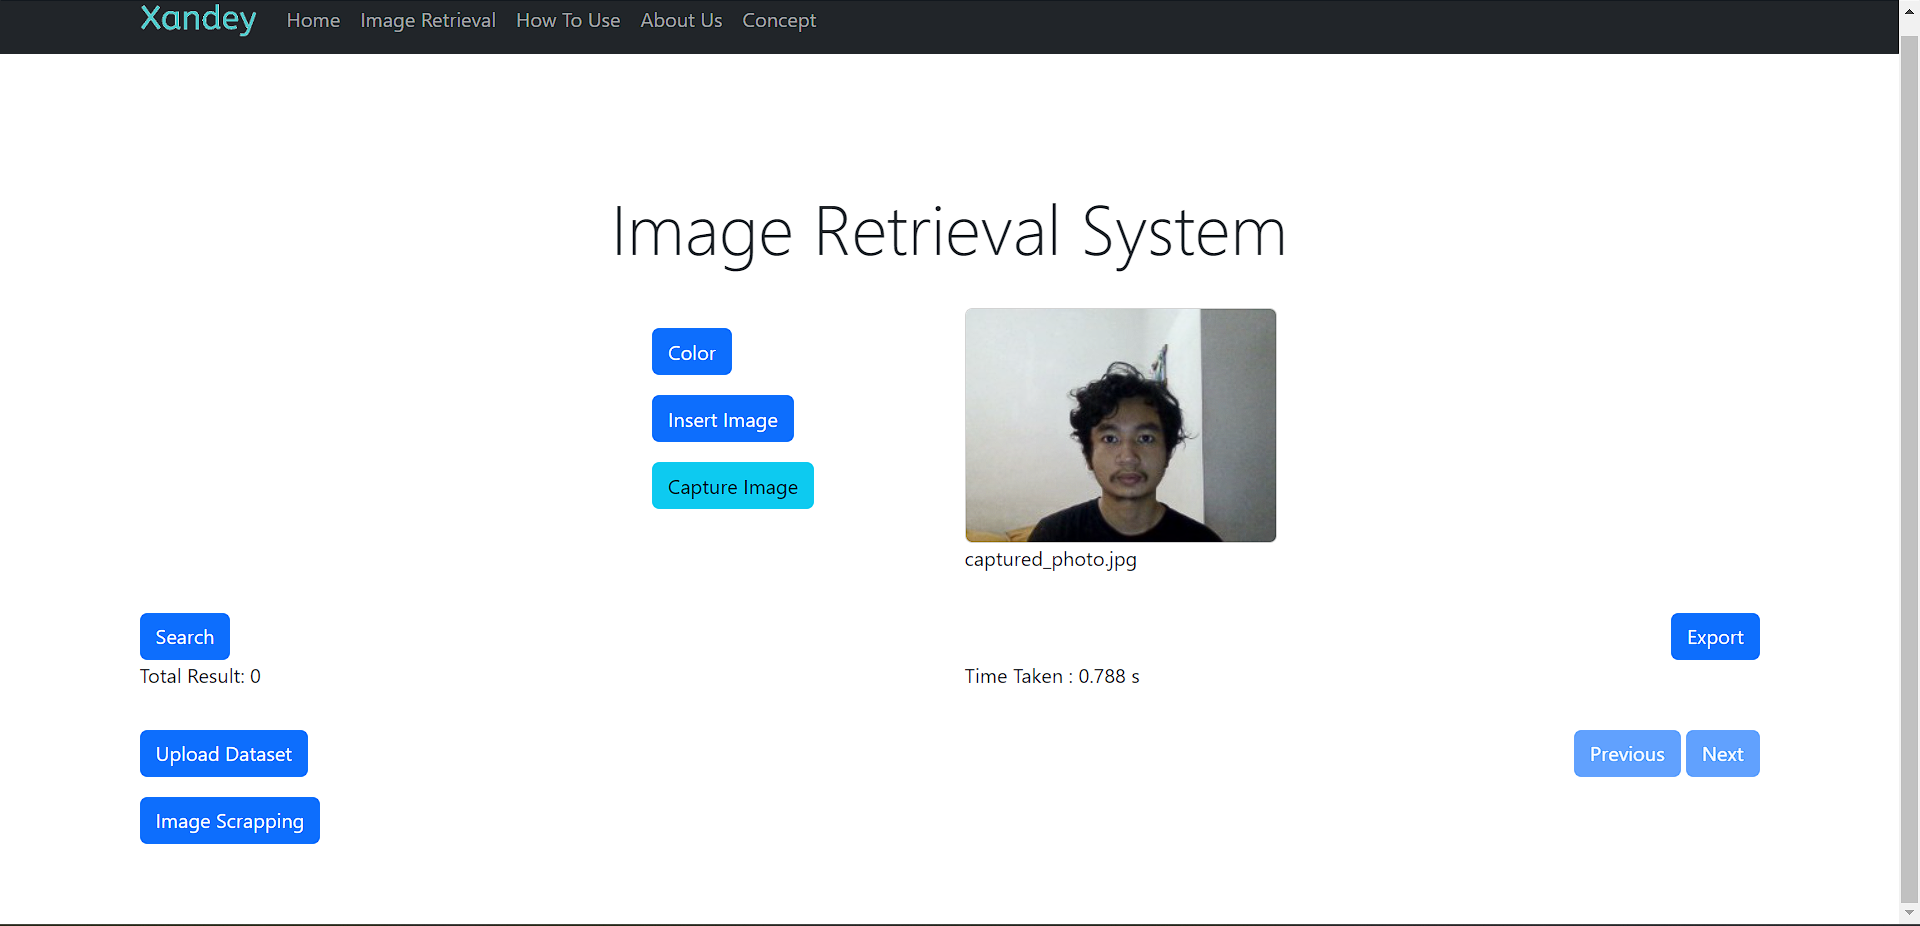 Xandey Home Image Retrieval How To Use About Us Concept
Image Retrieval System
Color
Insert Image
Capture Image
captured_photo.jpg
Search Export
Total Result: 0 Time Taken : 0.788 s
Upload Dataset Previous Next
Image Scrapping